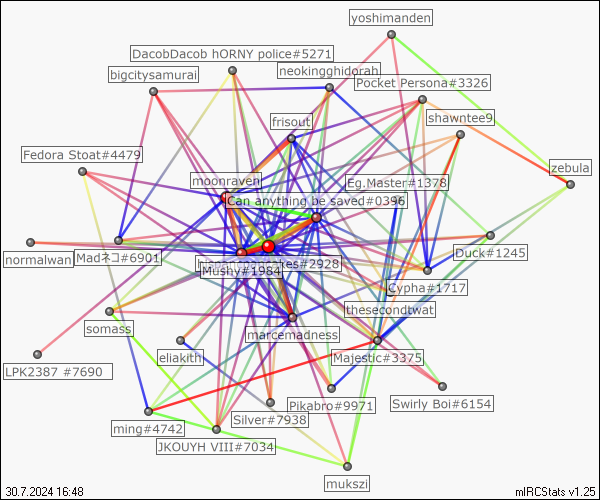 yoshimanden
DacobDacob hORNY police#5271
bigcitysamurai
neokingghidorah
Pocket Persona#3326
shawntee9
frisout
Fedora Stoat#4479
zebula
moonraven
Eg.Master#1378
Can anything be saved#0396
normalwan
Madネコ#6901
Duck#1245
Mushy#1984
cakes#2928
Cypha#1717
thesecondtwat
somass
marcemadness
eliakith
Majestic#3375
LPK2387 #7690
Swirly Boi#6154
Pikabro#9971
Silver#7938
ming#4742
JKOUYH VIII#7034
mukszi
30.7.2024 16:48
mIRCStats v1.25